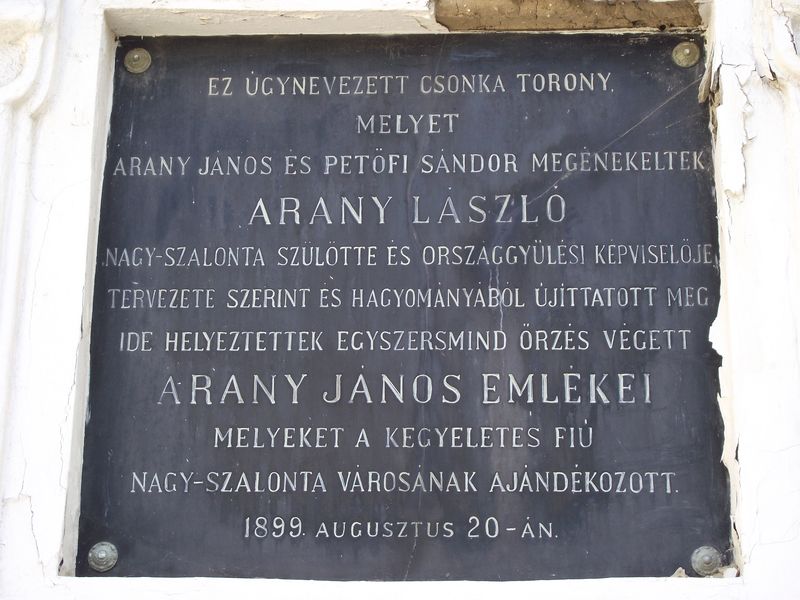 EZ ÚGYNEVEZETT CSONKA TORONY,
MELYET
ARANY JÁNOS ÉS PETŐFI SÁNDOR MEGÉNEKELTEK
ARANY LÁSZLÓ
NAGY-SZALONTA SZÜLÖTTE ÉS ORSZÁGGYÜLÉSI KÉPVISELŐJE,
TERVEZETE SZERINT ÉS HAGYOMÁNYÁBÓL ÚJÍTTATOTT MEG
IDE HELYEZTETTEK EGYSZERSMIND ŐRZÉS VÉGETT
ARANY JÁNOS EMLÉKEI
MELYEKET A KEGYELETES FIÚ
NAGY-SZALONTA VÁROSÁNAK AJÁNDÉKOZOTT.
1899. AUGUSZTUS 20-ÁN.